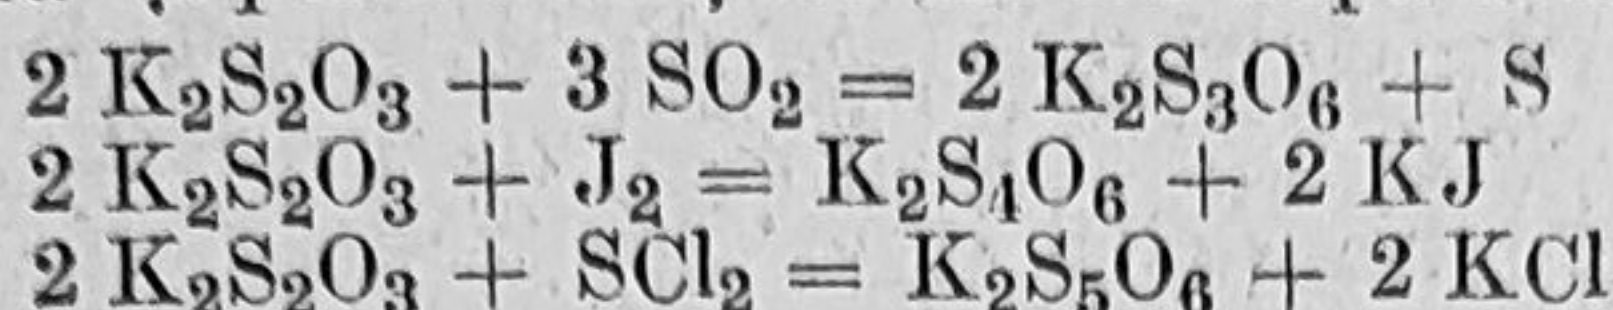 2 K₂S₂O₃ + 3 SO₂ = 2 K₂S₃O₆ + S
2 K₂S₂O₃ + J₂ = K₂S₄O₆ + 2 KJ
2 K₂S₂O₃ + SCl₂ = K₂S₅O₆ + 2 KCl